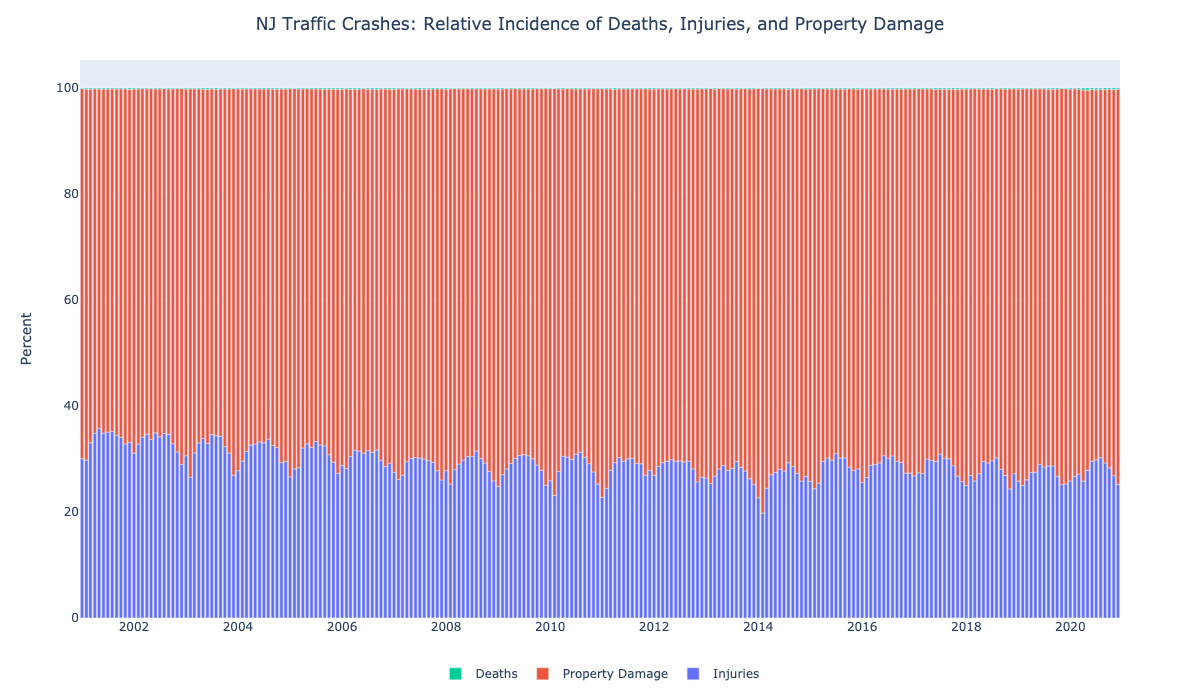 NJ Traffic Crashes: Relative Incidence of Deaths, Injuries, and Property Damage
100
80
60
40
20
0
Percent
2002 2004 2006 2008 2010 2012 2014 2016 2018 2020
Deaths Property Damage Injuries